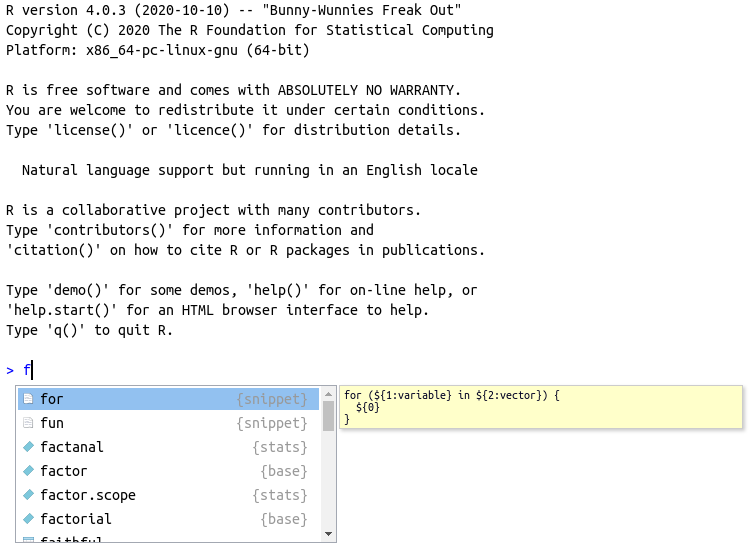 R version 4.0.3 (2020-10-10) -- "Bunny-Wunnies Freak Out"
Copyright (C) 2020 The R Foundation for Statistical Computing
Platform: x86_64-pc-linux-gnu (64-bit)
R is free software and comes with ABSOLUTELY NO WARRANTY.
You are welcome to redistribute it under certain conditions.
Type 'license()' or 'licence()' for distribution details.
Natural language support but running in an English locale
R is a collaborative project with many contributors.
Type 'contributors()' for more information and
'citation()' on how to cite R or R packages in publications.
Type 'demo()' for some demos, 'help()' for on-line help, or
'help.start()' for an HTML browser interface to help.
Type 'q()' to quit R.
> f
for {snippet}
fun {snippet}
factanal {stats}
factor {base}
factor.scope {stats}
factorial {base}
faithful
for (${1:variable} in ${2:vector}) {
${0}
}